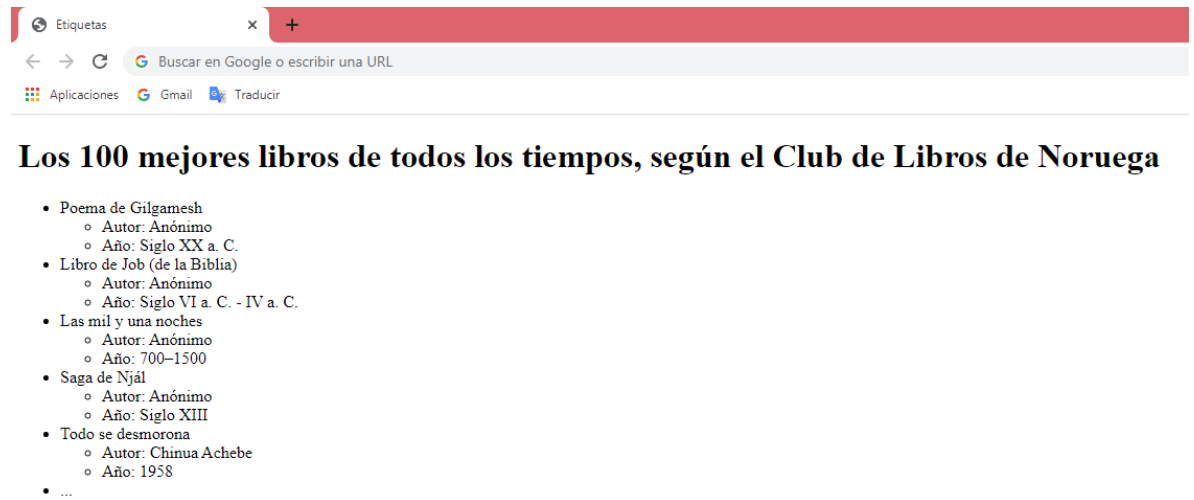 Etiquetas
Buscar en Google o escribir una URL
Aplicaciones Gmail Traducir
Los 100 mejores libros de todos los tiempos, según el Club de Libros de Noruega
• Poema de Gilgamesh
◦ Autor: Anónimo
◦ Año: Siglo XX a. C.
• Libro de Job (de la Biblia)
◦ Autor: Anónimo
◦ Año: Siglo VI a. C. - IV a. C.
• Las mil y una noches
◦ Autor: Anónimo
◦ Año: 700–1500
• Saga de Njál
◦ Autor: Anónimo
◦ Año: Siglo XIII
• Todo se desmorona
◦ Autor: Chinua Achebe
◦ Año: 1958
• ...